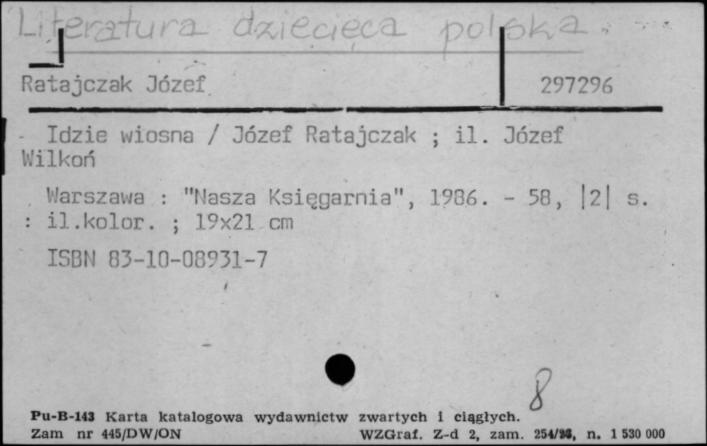 Literatura dziecięca polska.
Ratajczak Józef 297296
Idzie wiosna / Józef Ratajczak ; il. Józef
Wilkoń
Warszawa : "Nasza Księgarnia", 1986. - 58, |2| s.
: il.kolor. ; 19x21 cm
ISBN 83-10-08931-7
8
Pu-B-143 Karta katalogowa wydawnictw zwartych i ciągłych.
Zam nr 445/DW/ON WZGraf. Z-d 2, zam. n. 1 530 000